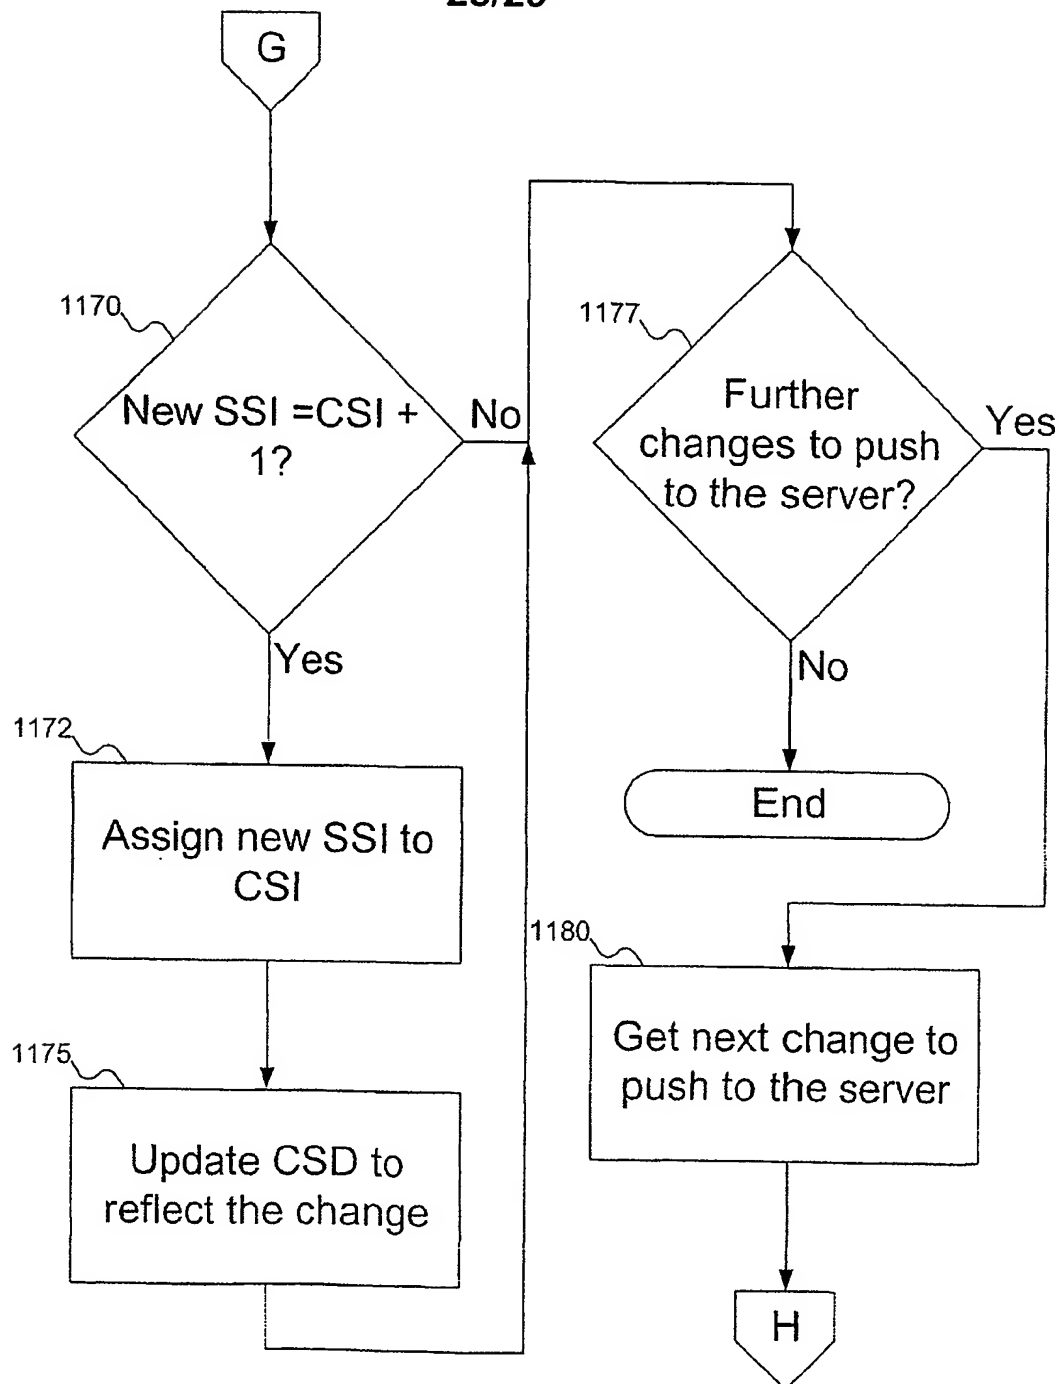 G
1170
New SSI =CSI +
1?
No
Yes
1172
Assign new SSI to
CSI
1175
Update CSD to
reflect the change
1177
Further
changes to push
to the server?
Yes
No
End
1180
Get next change to
push to the server
H